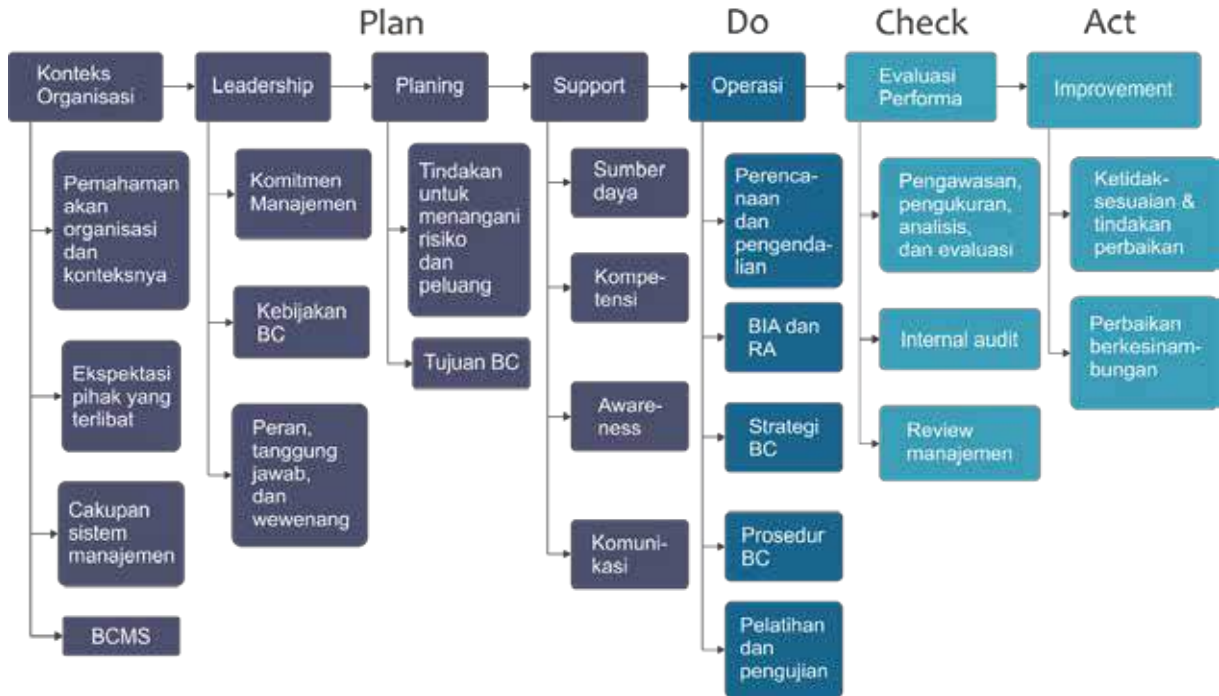 Plan
Do
Check
Act
Konteks
Organisasi
Leadership
Planing
Support
Operasi
Evaluasi
Performa
Improvement
Pemahaman
akan
organisasi
dan
konteksnya
Ekspektasi
pihak yang
terlibat
Cakupan
sistem
manajemen
BCMS
Komitmen
Manajemen
Kebijakan
BC
Peran,
tanggung
jawab,
dan
wewenang
Tindakan
untuk
menangani
risiko
dan
peluang
Tujuan BC
Sumber
daya
Kompe-
tensi
Aware-
ness
Komuni-
kasi
Perenca-
naan
dan
pengenda-
lian
BIA dan
RA
Strategi
BC
Prosedur
BC
Pelatihan
dan
pengujian
Pengawasan,
pengukuran,
analisis,
dan evaluasi
Internal audit
Review
manajemen
Ketidak-
sesuaian &
tindakan
perbaikan
Perbaikan
berkesinam-
bungan